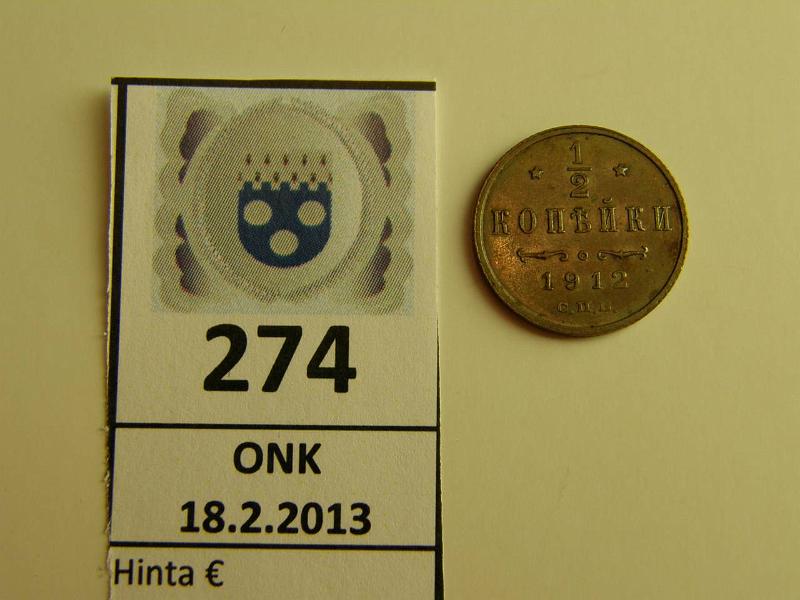 274
ONK
18.2.2013
Hinta €
1
2
КОПѢЙКИ
1912
С.П.Б.